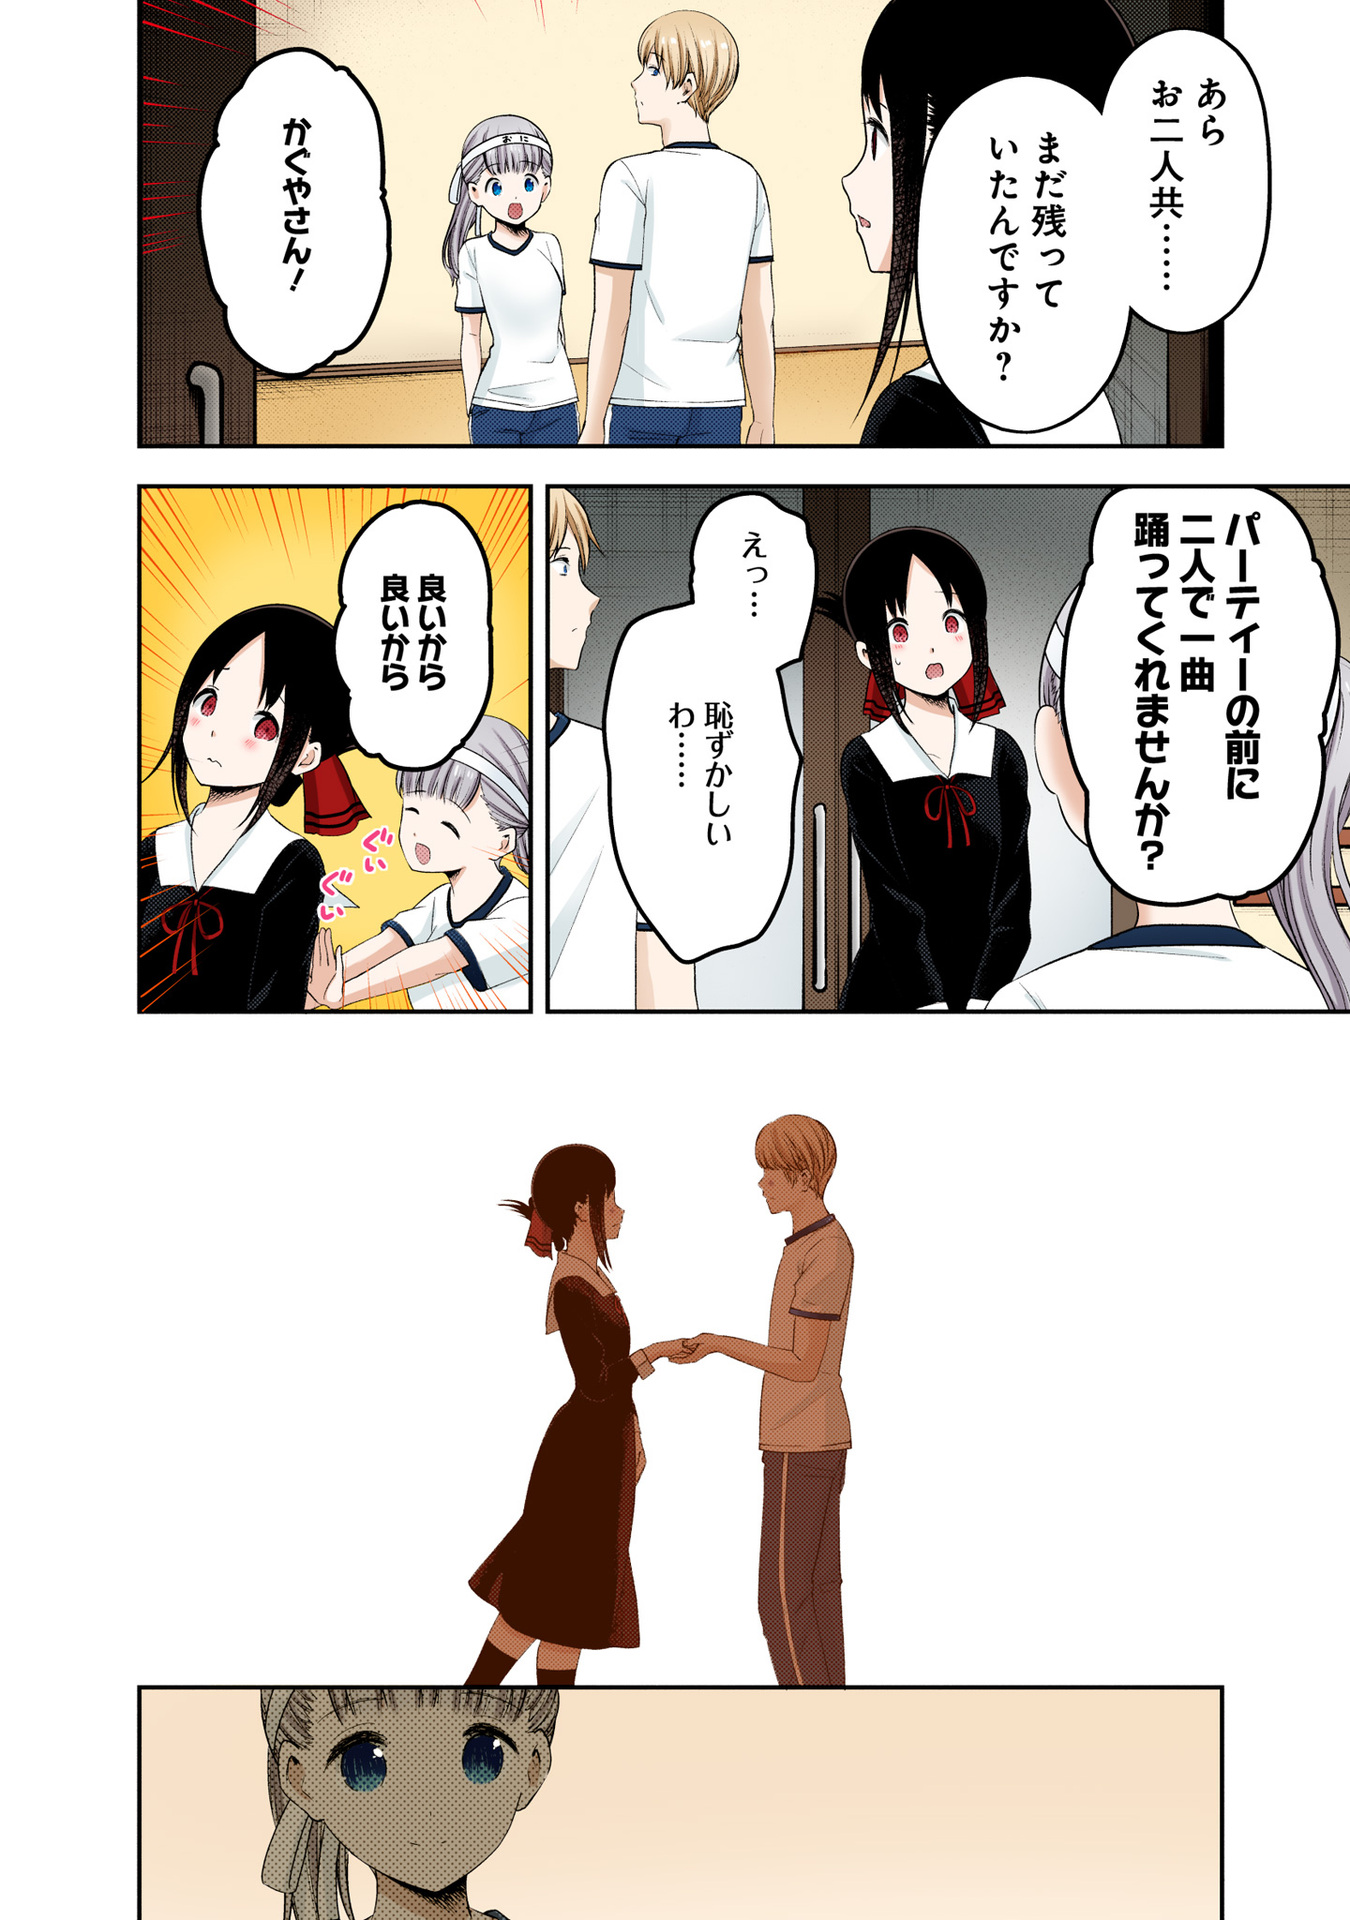 あら
お二人共……
まだ残って
いたんですか？
おに
かぐやさん！
パーティーの前に
二人で一曲
踊ってくれませんか？
えっ…
恥ずかしい
わ……
良いから
良いから
ぐい
ぐい